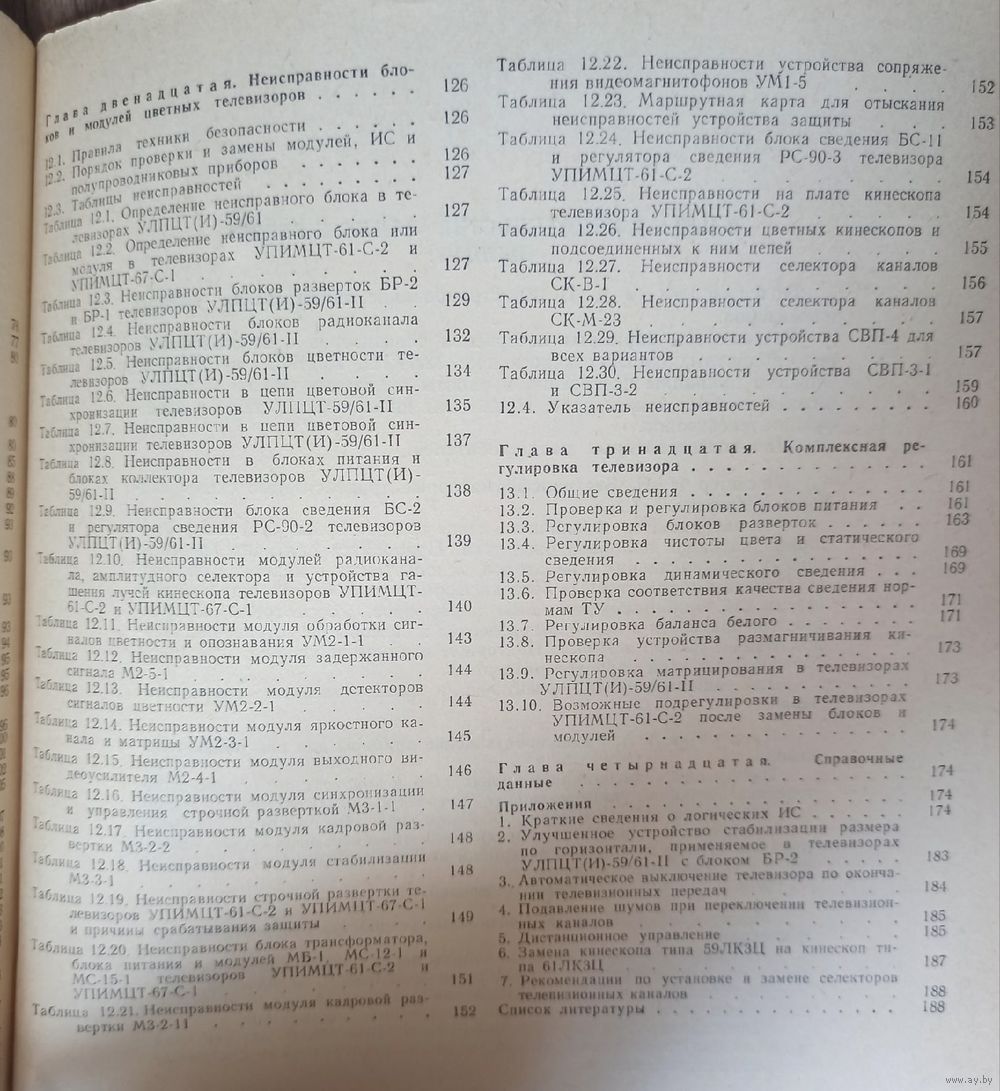 Глава двенадцатая. Неисправности бло-
ков и модулей цветных телевизоров . . . . . . 126
12.1. Правила техники безопасности . . . . . . 126
12.2. Порядок проверки и замены модулей, ИС и
полупроводниковых приборов . . . . . . 126
12.3. Таблицы неисправностей . . . . . . . . 127
Таблица 12.1. Определение неисправного блока в те-
левизорах УЛПЦТ(И)-59/61 . . . . . . 127
Таблица 12.2. Определение неисправного блока или
модуля в телевизорах УПИМЦТ-61-С-2 и
УПИМЦТ-67-С-1 . . . . . . . . 127
Таблица 12.3. Неисправности блоков разверток БР-2
и БР-1 телевизоров УЛПЦТ(И)-59/61-II . 129
Таблица 12.4. Неисправности блоков радиоканала
телевизоров УЛПЦТ(И)-59/61-II . . . . 132
Таблица 12.5. Неисправности блоков цветности те-
левизоров УЛПЦТ(И)-59/61-II . . . . 134
Таблица 12.6. Неисправности в цепи цветовой син-
хронизации телевизоров УЛПЦТ-59/61-II 135
Таблица 12.7. Неисправности в цепи цветовой син-
хронизации телевизоров УЛПЦТ(И)-59/61-II 137
Таблица 12.8. Неисправности в блоках питания и
блоках коллектора телевизоров УЛПЦТ(И)-
59/61-II . . . . . . . . . . . 138
Таблица 12.9. Неисправности блока сведения БС-2
и регулятора сведения РС-90-2 телевизоров
УЛПЦТ(И)-59/61-II . . . . . . . 139
Таблица 12.10. Неисправности модулей радиокана-
ла, амплитудного селектора и устройства га-
шения лучей кинескопа телевизоров УПИМЦТ-
61-С-2 и УПИМЦТ-67-С-1 . . . . . . 140
Таблица 12.11. Неисправности модуля обработки сиг-
налов цветности и опознавания УМ2-1-1 . 143
Таблица 12.12. Неисправности модуля задержанного
сигнала М2-5-1 . . . . . . . . 144
Таблица 12.13. Неисправности модуля детекторов
сигналов цветности УМ2-2-1 . . . . . 144
Таблица 12.14. Неисправности модуля яркостного ка-
нала и матрицы УМ2-3-1 . . . . . . 145
Таблица 12.15. Неисправности модуля выходного ви-
деоусилителя М2-4-1 . . . . . . . 146
Таблица 12.16. Неисправности модуля синхронизации
и управления строчной разверткой М3-1-1 . 147
Таблица 12.17. Неисправности модуля кадровой раз-
вертки М3-2-2 . . . . . . . . 148
Таблица 12.18. Неисправности модуля стабилизации
М3-3-1 . . . . . . . . . . 148
Таблица 12.19. Неисправности строчной развертки те-
левизоров УПИМЦТ-61-С-2 и УПИМЦТ-67-С-1
и причины срабатывания защиты . . . . 149
Таблица 12.20. Неисправности блока трансформатора,
блока питания и модулей МБ-1, МС-12-1 и
МС-15-1 телевизоров УПИМЦТ-61-С-2 и
УПИМЦТ-67-С-1 . . . . . . . . 151
Таблица 12.21. Неисправности модуля кадровой раз-
вертки М3-2-11 . . . . . . . . 152
Таблица 12.22. Неисправности устройства сопряже-
ния видеомагнитофонов УМ1-5 . . . . 152
Таблица 12.23. Маршрутная карта для отыскания
неисправностей устройства защиты . . . 153
Таблица 12.24. Неисправности блока сведения БС-11
и регулятора сведения РС-90-3 телевизора
УПИМЦТ-61-С-2 . . . . . . . . 154
Таблица 12.25. Неисправности на плате кинескопа
телевизора УПИМЦТ-61-С-2 . . . . . 154
Таблица 12.26. Неисправности цветных кинескопов и
подсоединенных к ним цепей . . . . . 155
Таблица 12.27. Неисправности селектора каналов
СК-В-1 . . . . . . . . . . . 156
Таблица 12.28. Неисправности селектора каналов
СК-М-23 . . . . . . . . . . 157
Таблица 12.29. Неисправности устройства СВП-4 для
всех вариантов . . . . . . . . 157
Таблица 12.30. Неисправности устройства СВП-3-1
и СВП-3-2 . . . . . . . . . 159
12.4. Указатель неисправностей . . . . . . . . . 160
Глава тринадцатая. Комплексная ре-
гулировка телевизора . . . . . . . . . . . . . 161
13.1. Общие сведения . . . . . . . . . . . . . 161
13.2. Проверка и регулировка блоков питания . . 161
13.3. Регулировка блоков разверток . . . . . . 163
13.4. Регулировка чистоты цвета и статического
сведения . . . . . . . . . . . . . . . 169
13.5. Регулировка динамического сведения . . . 169
13.6. Проверка соответствия качества сведения нор-
мам ТУ . . . . . . . . . . . . . . . . 171
13.7. Регулировка баланса белого . . . . . . . . 171
13.8. Проверка устройства размагничивания ки-
нескопа . . . . . . . . . . . . . . . 173
13.9. Регулировка матрицирования в телевизорах
УЛПЦТ(И)-59/61-II . . . . . . . . . . . 173
13.10. Возможные подрегулировки в телевизорах
УПИМЦТ-61-С-2 после замены блоков и
модулей . . . . . . . . . . . . . . 174
Глава четырнадцатая. Справочные
данные . . . . . . . . . . . . . . . . . 174
Приложения . . . . . . . . . . . . . . . . 174
1. Краткие сведения о логических ИС . . . . . . 174
2. Улучшенное устройство стабилизации размера
по горизонтали, применяемое в телевизорах
УЛПЦТ(И)-59/61-II с блоком БР-2 . . . . . 183
3. Автоматическое выключение телевизора по оконча-
нии телевизионных передач . . . . . . . 184
4. Подавление шумов при переключении телевизион-
ных каналов . . . . . . . . . . . . 185
5. Дистанционное управление . . . . . . . . . 185
6. Замена кинескопа типа 59ЛК3Ц на кинескоп ти-
па 61ЛК3Ц . . . . . . . . . . . . 187
7. Рекомендации по установке и замене селекторов
телевизионных каналов . . . . . . . . . 188
Список литературы . . . . . . . . . . . . . 188
www.ay.by